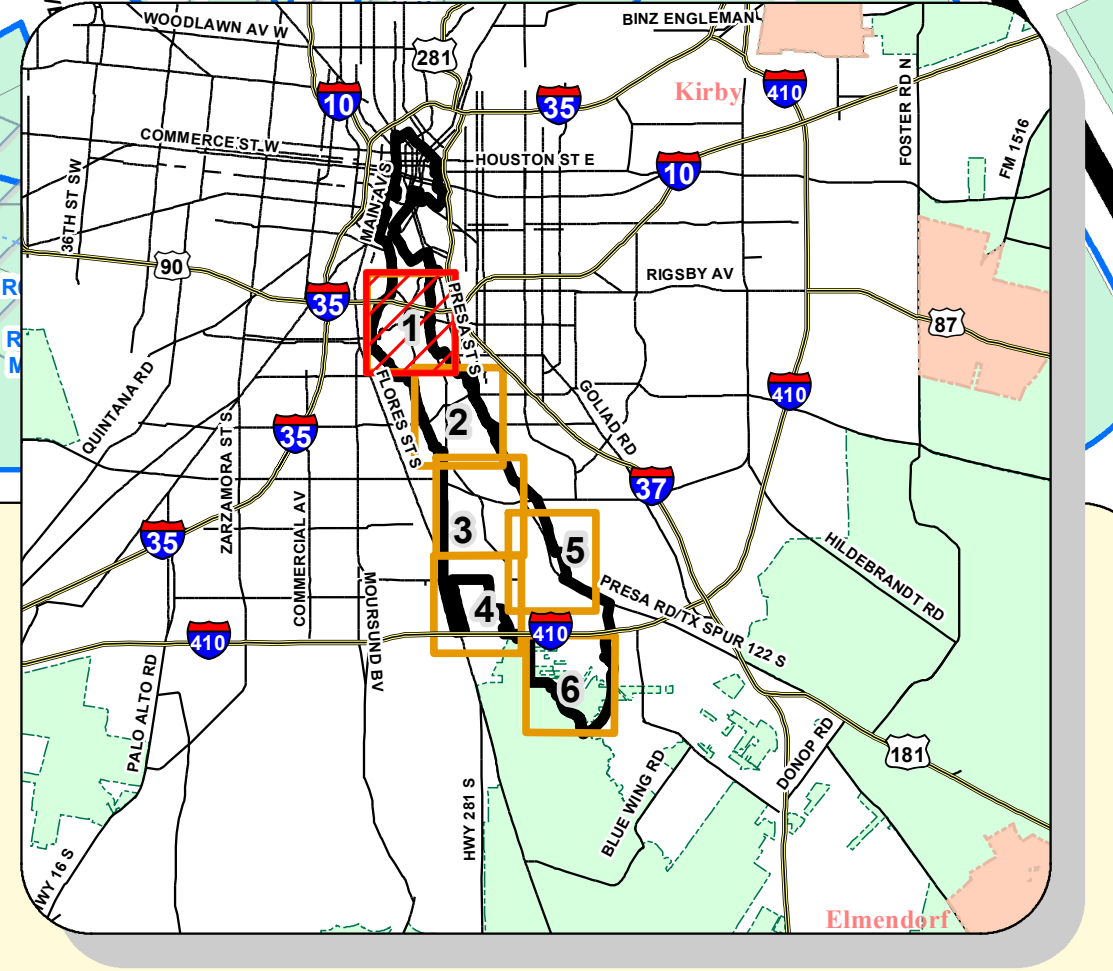 WOODLAWN AV W
BINZ ENGLEMAN
281
10
35
410
Kirby
FOSTER RD N
FM 1516
COMMERCE ST W
HOUSTON ST E
10
36TH ST SW
MAIN AV S
90
35
RIGSBY AV
87
PRESA ST S
1
QUINTANA RD
FLORES ST S
2
GOLIAD RD
410
35
ZARZAMORA ST S
37
COMMERCIAL AV
35
3
5
HILDEBRANDT RD
MOURSUND BV
4
PRESA RD/TX SPUR 122 S
410
410
PALO ALTO RD
6
DONOP RD
181
BLUE WING RD
HWY 281 S
WY 16 S
Elmendorf